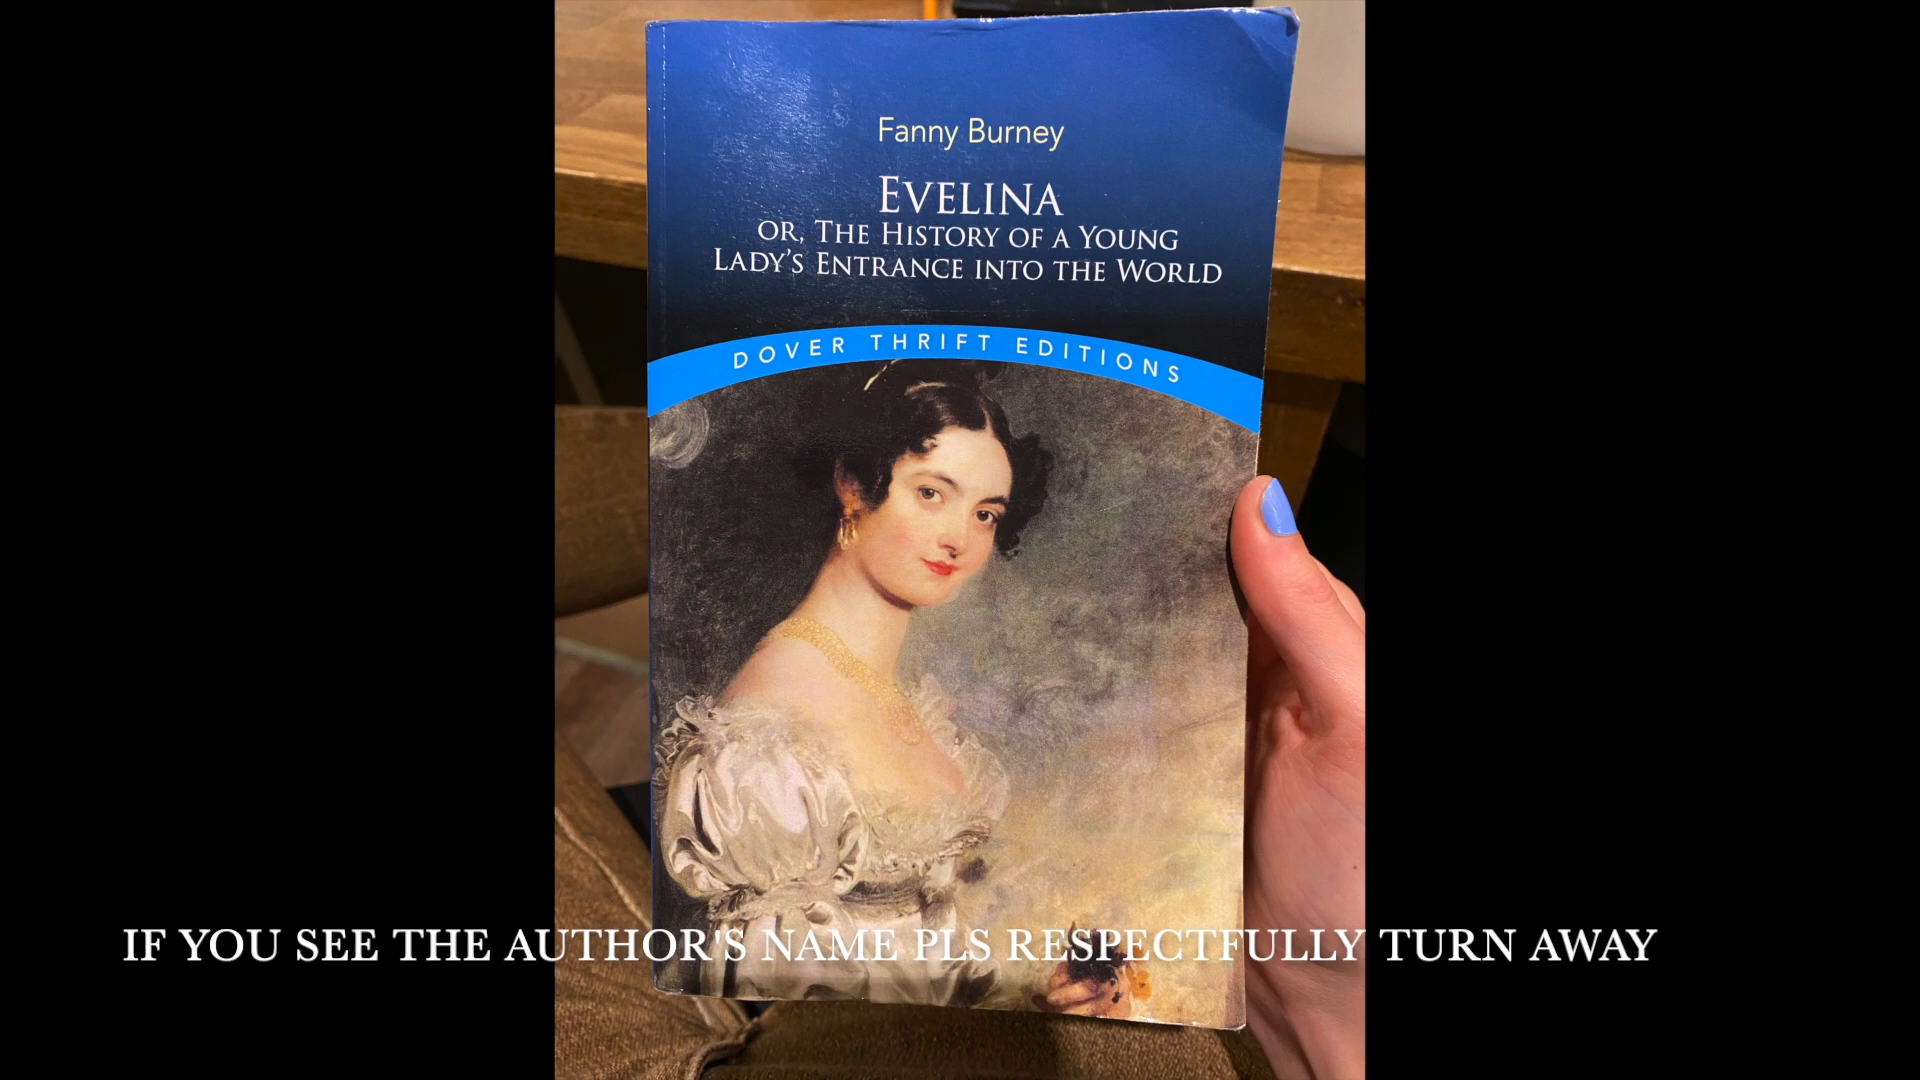 Fanny Burney
EVELINA
OR, THE HISTORY OF A YOUNG
LADY'S ENTRANCE INTO THE WORLD
DOVER THRIFT EDITIONS
IF YOU SEE THE AUTHOR'S NAME PLS RESPECTFULLY TURN AWAY